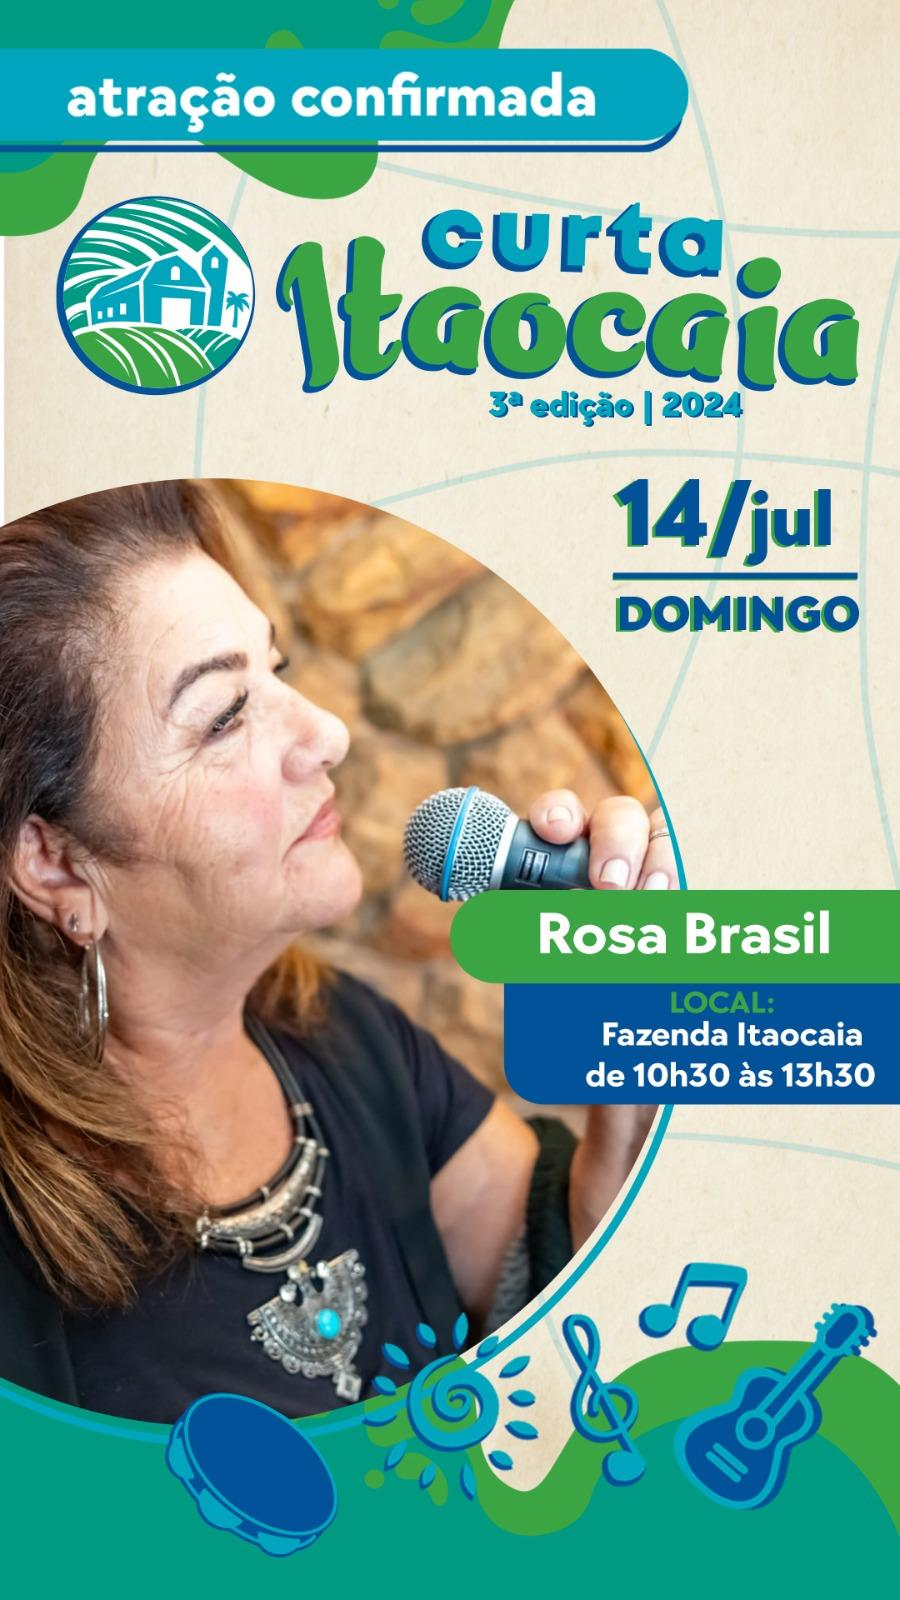 atração confirmada
curta
Itaocaia
3ª edição | 2024
14/jul
DOMINGO
Rosa Brasil
LOCAL:
Fazenda Itaocaia
de 10h30 às 13h30